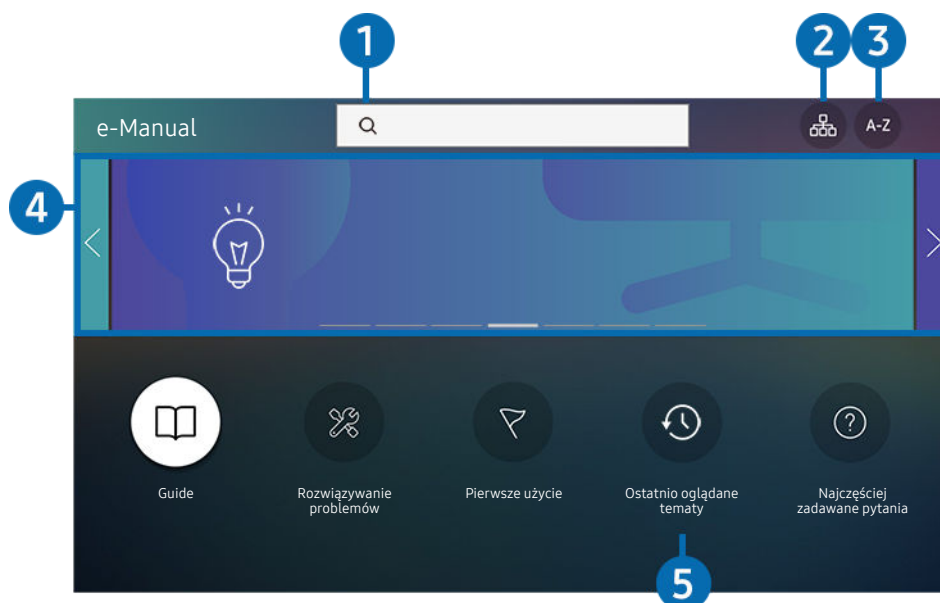 1
2
3
e-Manual
A-Z
4
Guide
Rozwiązywanie
problemów
Pierwsze użycie
Ostatnio oglądane
tematy
Najczęściej
zadawane pytania
5